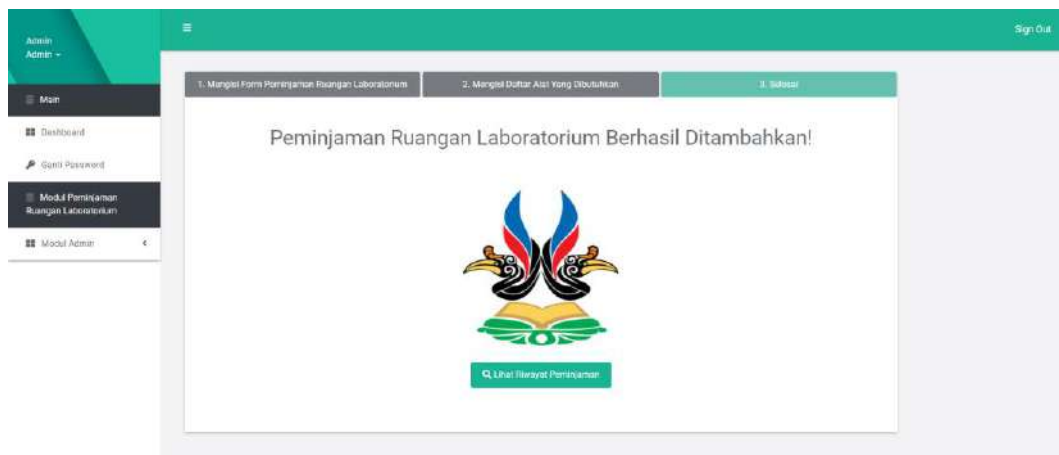 Admin
Admin
Sign Out
Main
Dashboard
Ganti Password
Modul Peminjaman
Ruangan Laboratorium
Modul Admin
1. Mengisi Form Peminjaman Ruangan Laboratorium
2. Mengisi Daftar Alat Yang Dibutuhkan
3. Selesai
Peminjaman Ruangan Laboratorium Berhasil Ditambahkan!
Lihat Riwayat Peminjaman